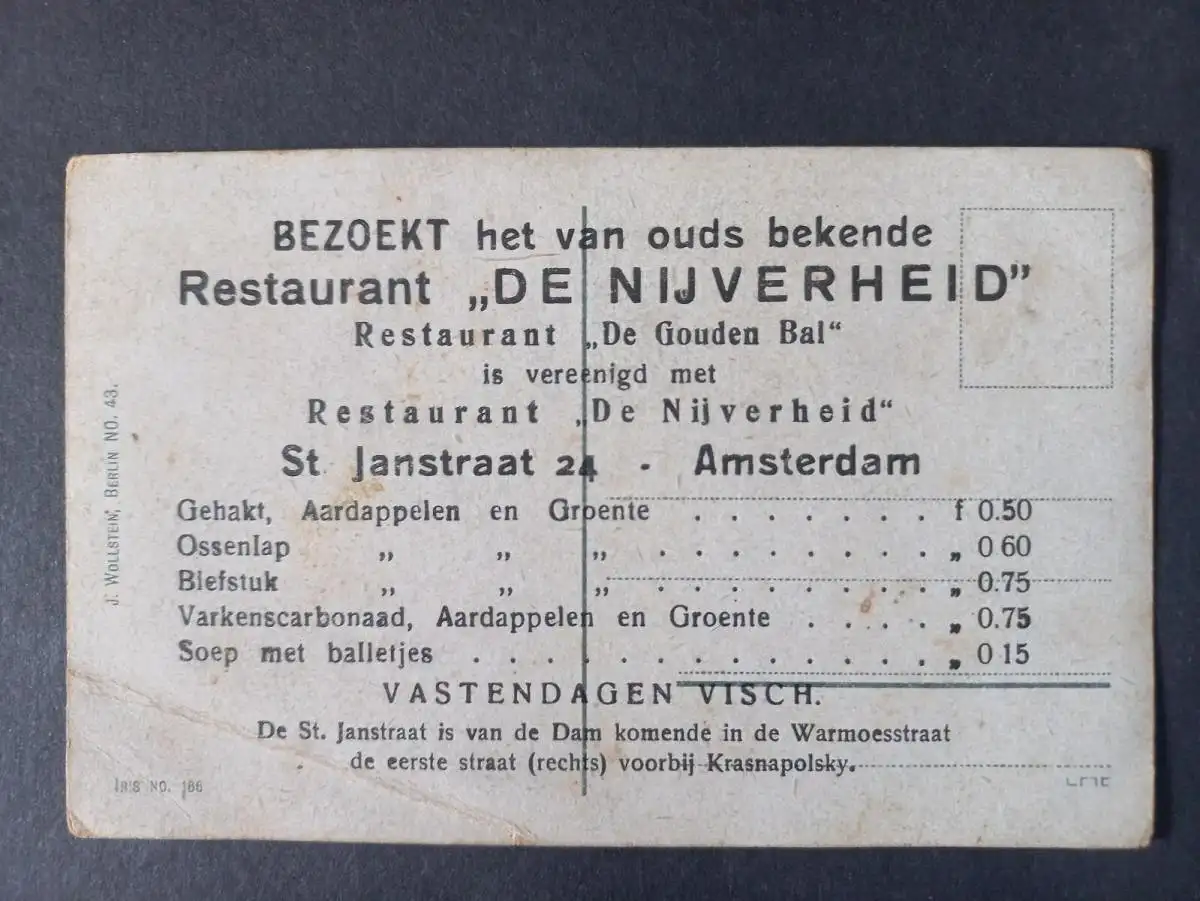 BEZOEKT het van ouds bekende
Restaurant „DE NIJVERHEID”
Restaurant „De Gouden Bal“
is vereenigd met
Restaurant „De Nijverheid“
St. Janstraat 24 - Amsterdam
Gehakt, Aardappelen en Groente . . . . . . . f 0.50
Ossenlap „ „ „ . . . . . . . . „ 0 60
Biefstuk „ „ „ . . . . . . . . „ 0.75
Varkenscarbonaad, Aardappelen en Groente . . . . „ 0.75
Soep met balletjes . . . . . . . . . . . . . „ 0 15
VASTENDAGEN VISCH.
De St. Janstraat is van de Dam komende in de Warmoesstraat
de eerste straat (rechts) voorbij Krasnapolsky.
J. WOLLSTEIN, BERLIN NO. 43.
IRIS NO. 186